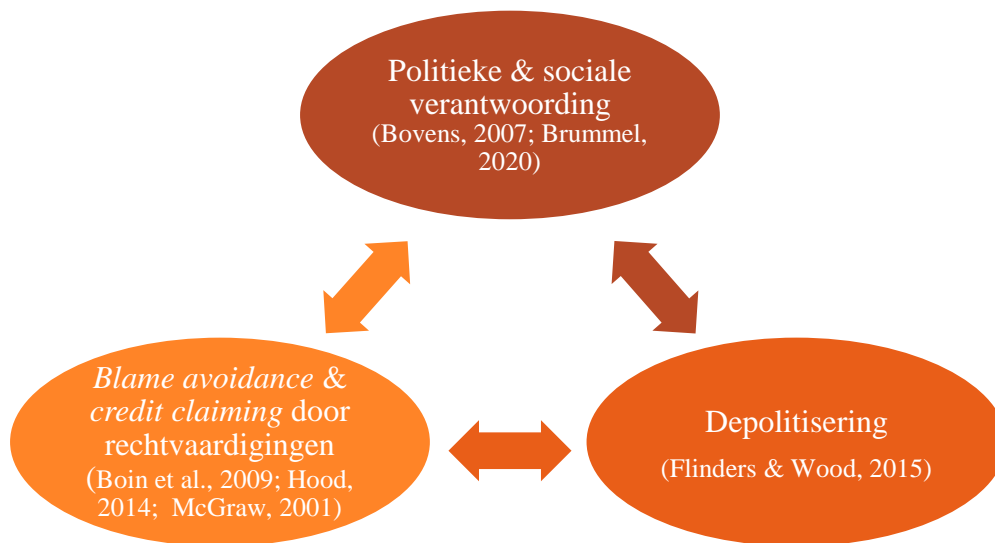 Politieke & sociale
verantwoording
(Bovens, 2007; Brummel,
2020)
Blame avoidance &
credit claiming door
rechtvaardigingen
(Boin et al., 2009; Hood,
2014; McGraw, 2001)
Depolitisering
(Flinders & Wood, 2015)